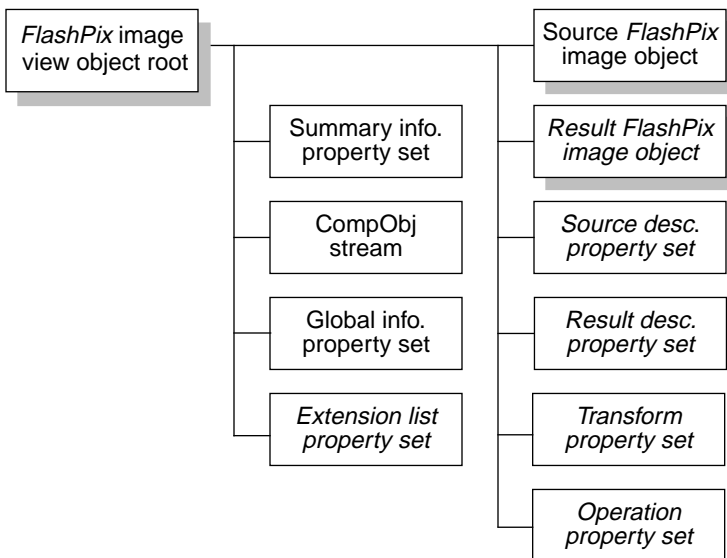 FlashPix image
view object root
Source FlashPix
image object
Summary info.
property set
Result FlashPix
image object
CompObj
stream
Source desc.
property set
Global info.
property set
Result desc.
property set
Extension list
property set
Transform
property set
Operation
property set